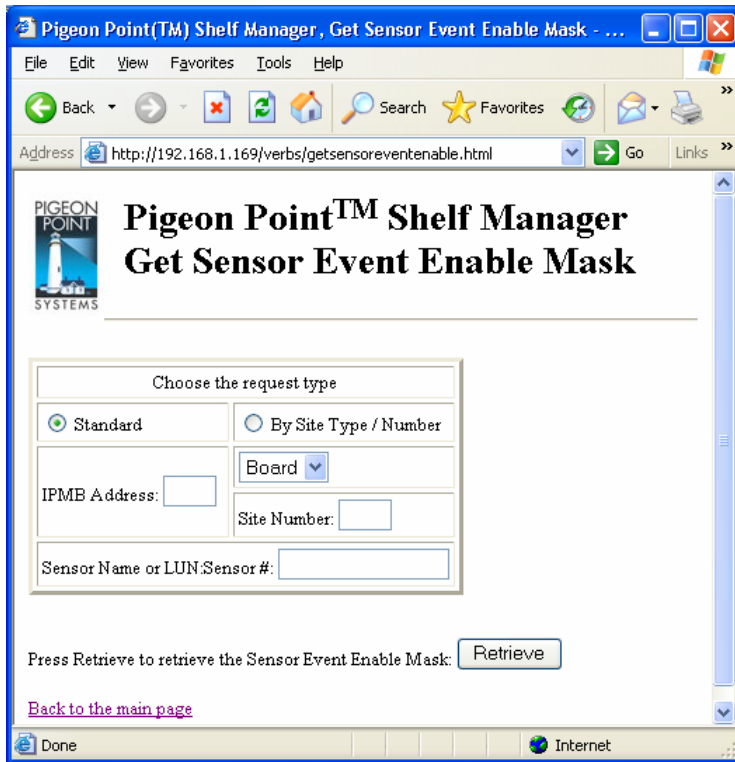 Pigeon Point(TM) Shelf Manager, Get Sensor Event Enable Mask - ...
File Edit View Favorites Tools Help
Back Search Favorites »
Address http://192.168.1.169/verbs/getsensoreventenable.html Go Links »
PIGEON
POINT
SYSTEMS
Pigeon Point™ Shelf Manager
Get Sensor Event Enable Mask
Choose the request type
Standard By Site Type / Number
Board
IPMB Address:
Site Number:
Sensor Name or LUN:Sensor #:
Press Retrieve to retrieve the Sensor Event Enable Mask: Retrieve
Back to the main page
Done Internet